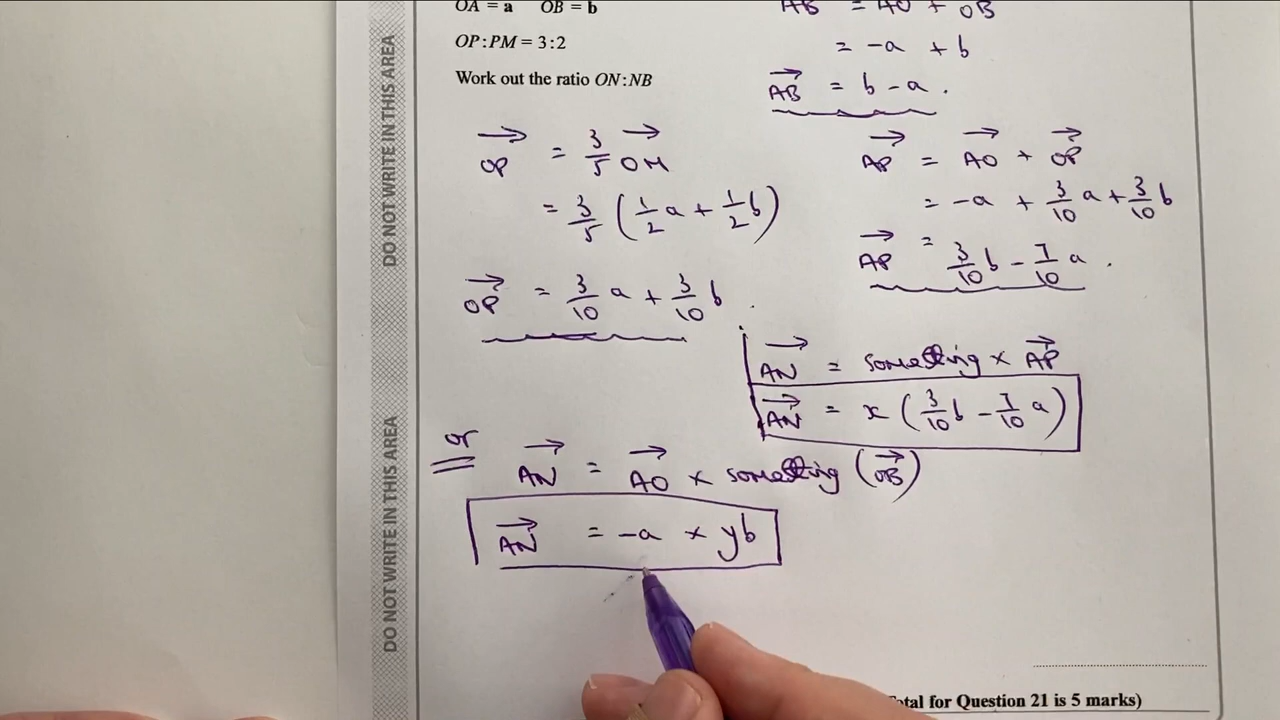 OA = a OB = b
OP : PM = 3 : 2
Work out the ratio ON : NB
AB = AO + OB
= -a + b
AB = b - a .
OP = 3/5 OM
= 3/5 (1/2 a + 1/2 b)
OP = 3/10 a + 3/10 b .
AP = AO + OP
= -a + 3/10 a + 3/10 b
AP = 3/10 b - 7/10 a .
AN = something × AP
AN = x (3/10 b - 7/10 a)
or
AN = AO × something (OB)
AN = -a × yb
otal for Question 21 is 5 marks)
DO NOT WRITE IN THIS AREA
DO NOT WRITE IN THIS AREA